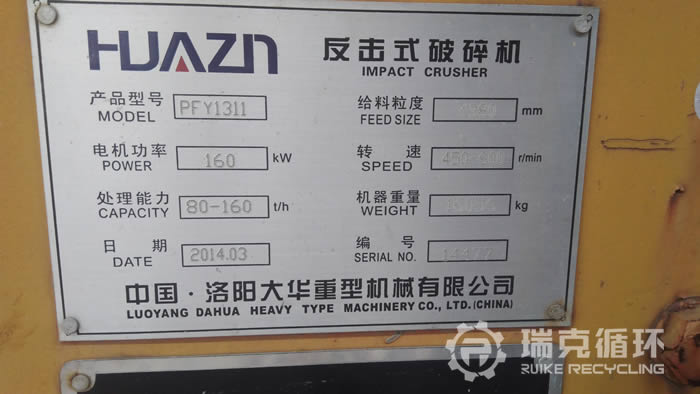 HUAZN 反击式破碎机
IMPACT CRUSHER
产品型号 PFY1311 给料粒度 mm
MODEL FEED SIZE
电机功率 160 kW 转速 r/min
POWER SPEED
处理能力 80-160 t/h 机器重量 kg
CAPACITY WEIGHT
日期 2014.03 编号
DATE SERIAL NO.
中国·洛阳大华重型机械有限公司
LUOYANG DAHUA HEAVY TYPE MACHINERY CO., LTD.(CHINA)
瑞克循环
RUIKE RECYCLING